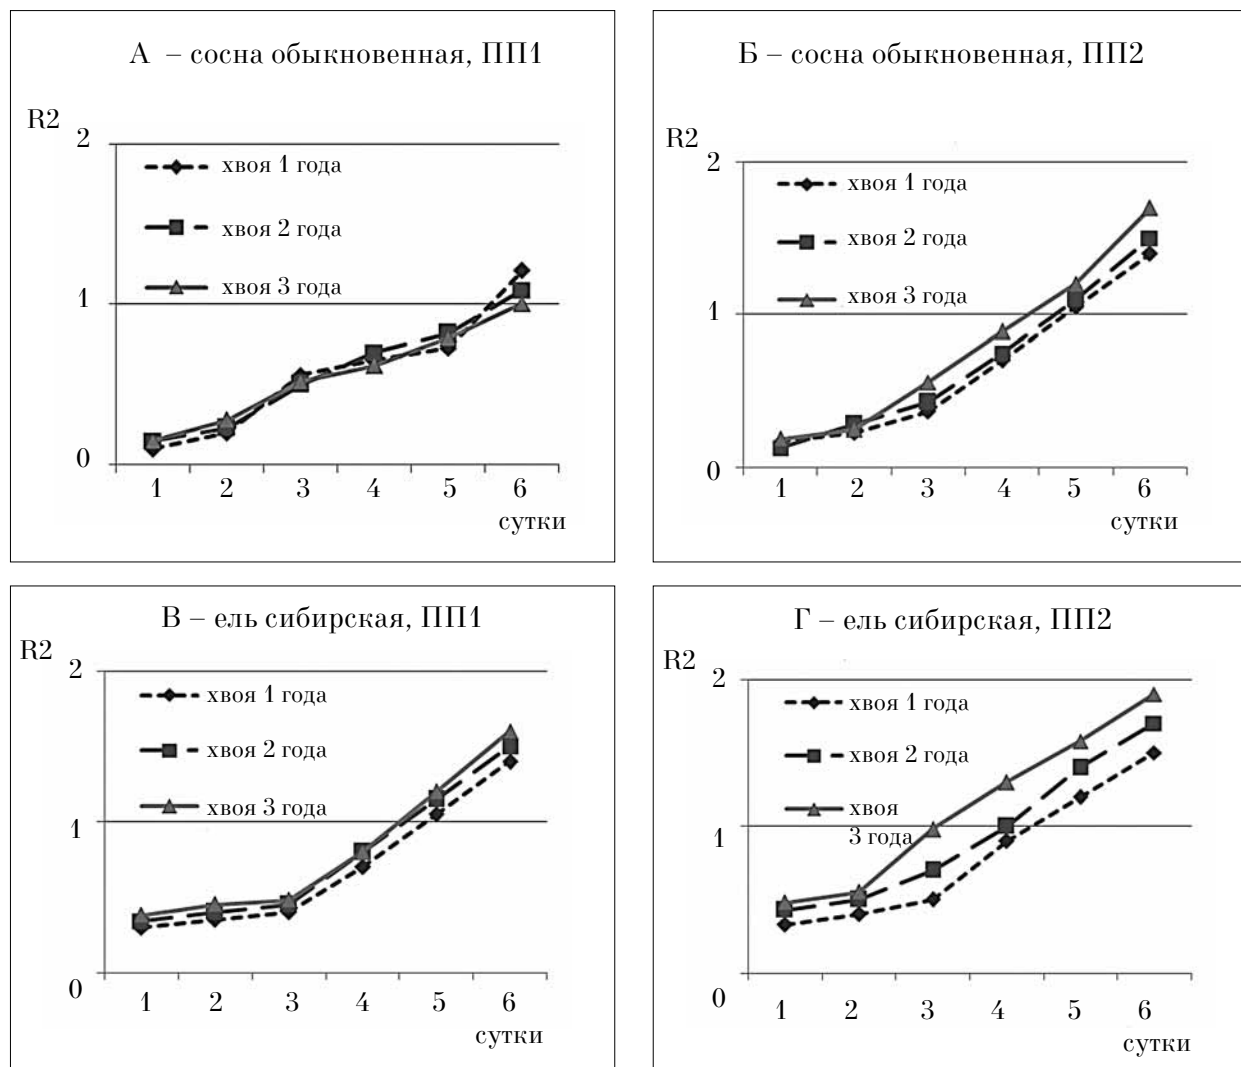 А – сосна обыкновенная, ПП1
R2
2
хвоя 1 года
хвоя 2 года
хвоя 3 года
1
0
1 2 3 4 5 6
сутки
Б – сосна обыкновенная, ПП2
R2
2
хвоя 1 года
хвоя 2 года
хвоя 3 года
1
0
1 2 3 4 5 6
сутки
В – ель сибирская, ПП1
R2
2
хвоя 1 года
хвоя 2 года
хвоя 3 года
1
0
1 2 3 4 5 6
сутки
Г – ель сибирская, ПП2
R2
2
хвоя 1 года
хвоя 2 года
хвоя
3 года
1
0
1 2 3 4 5 6
сутки